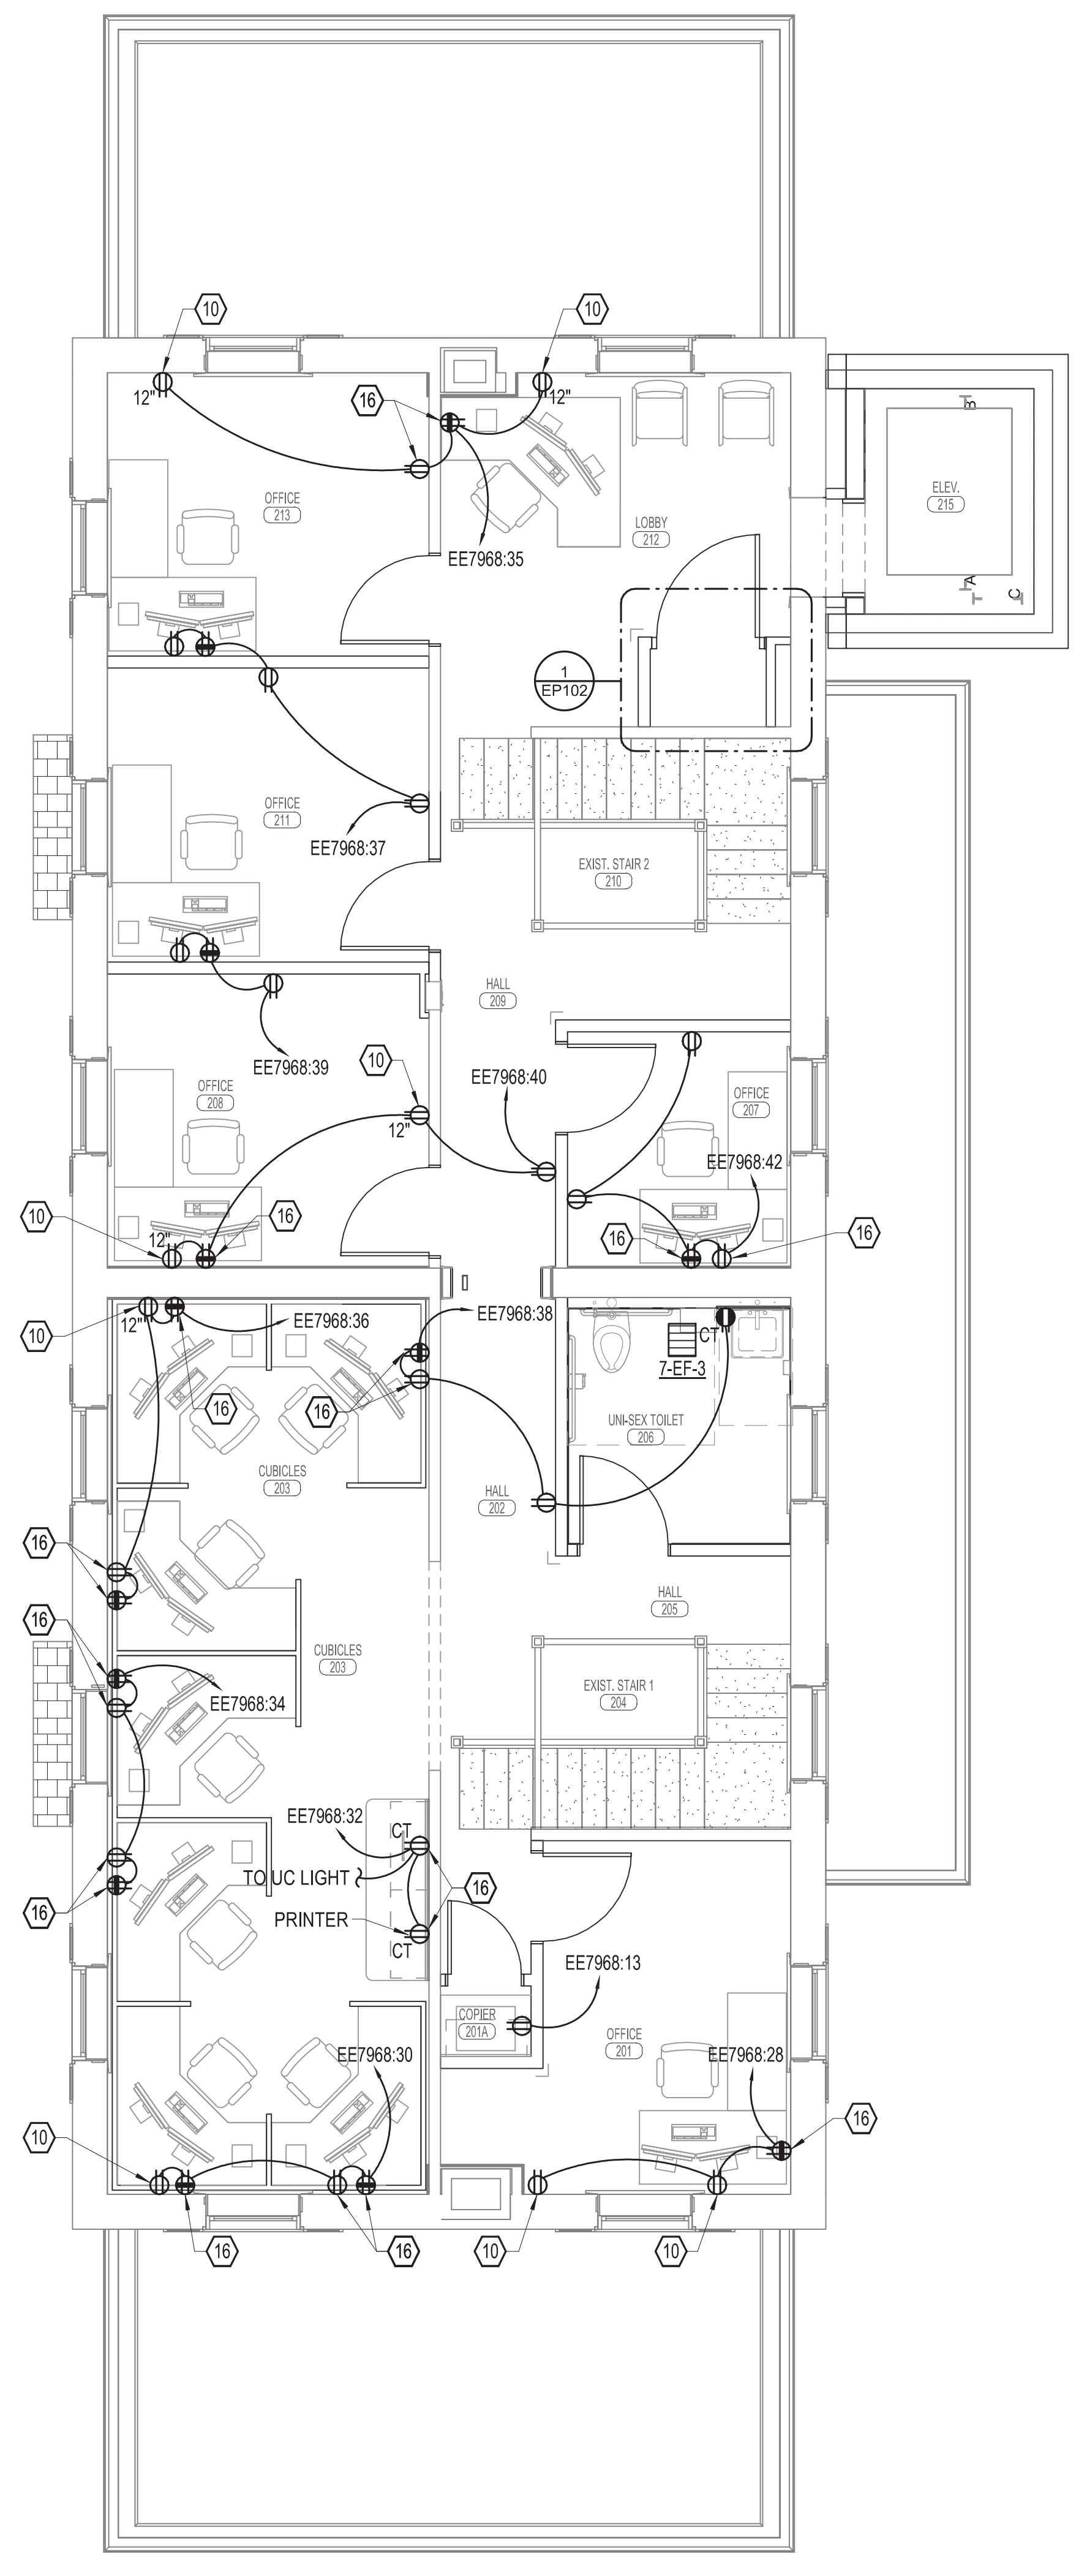 10
10
12"
16
12"
B
ELEV.
215
OFFICE
213
LOBBY
212
EE7968:35
A
C
1
EP102
OFFICE
211
EE7968:37
EXIST. STAIR 2
210
HALL
209
EE7968:39
10
EE7968:40
OFFICE
208
OFFICE
207
12"
EE7968:42
10
16
12"
16
16
10
12"
EE7968:36
EE7968:38
CT
7-EF-3
16
16
UNI-SEX TOILET
206
CUBICLES
203
HALL
202
16
HALL
205
16
CUBICLES
203
EXIST. STAIR 1
204
EE7968:34
EE7968:32
CT
TO UC LIGHT
16
16
PRINTER
CT
EE7968:13
COPIER
201A
OFFICE
201
EE7968:30
EE7968:28
10
16
16
16
10
10